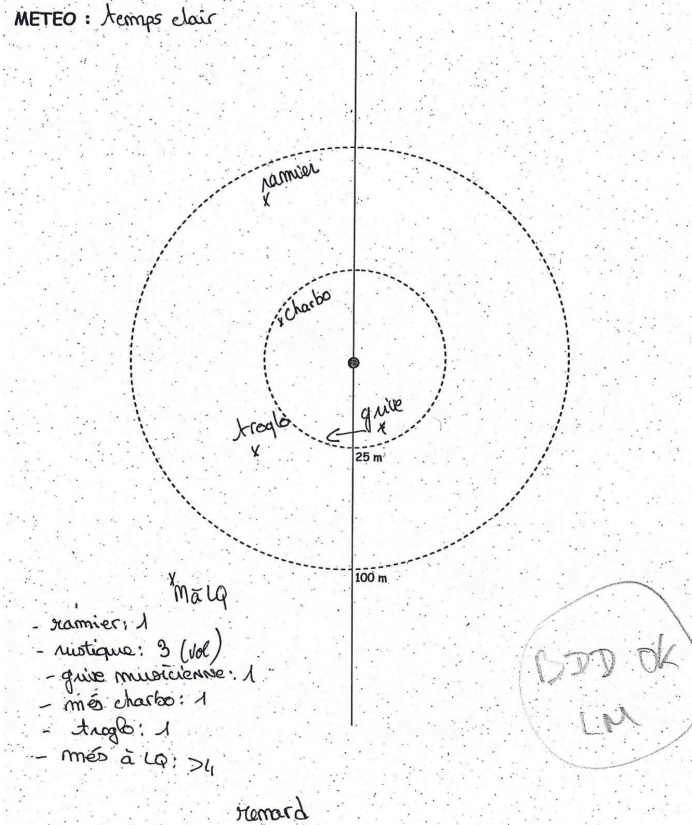 METEO : temps clair
ramier
x
x charbo
grive
x
troglo
x
25 m
100 m
x
M à LQ
- ramier: 1
- rustique: 3 (vol)
- grive musicienne: 1
- més charbo: 1
- troglo: 1
- més à LQ: >4
BDD OK
LM
renard